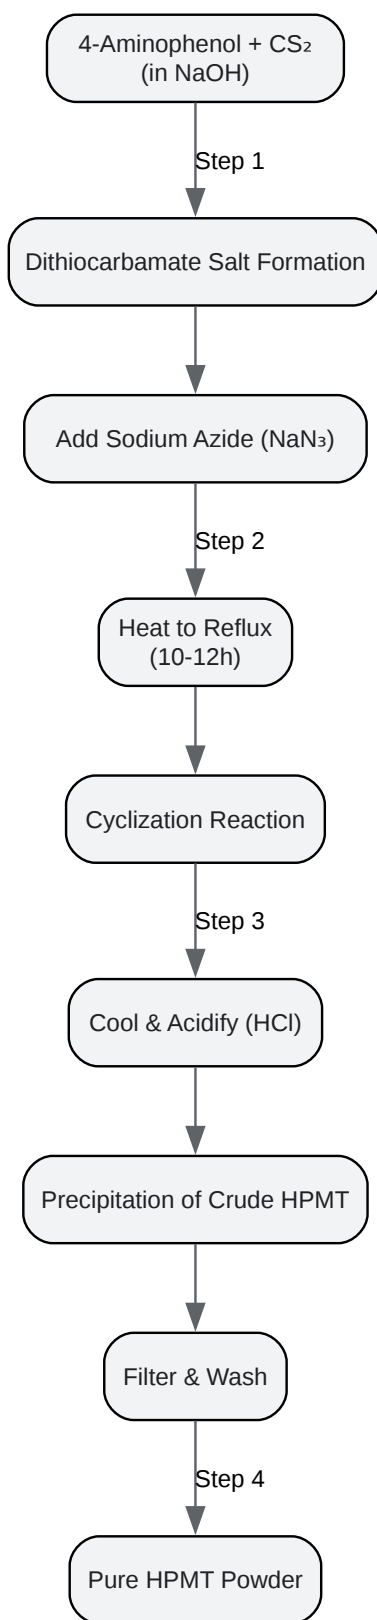 4-Aminophenol + CS₂
(in NaOH)
Step 1
Dithiocarbamate Salt Formation
Add Sodium Azide (NaN₃)
Step 2
Heat to Reflux
(10-12h)
Cyclization Reaction
Step 3
Cool & Acidify (HCl)
Precipitation of Crude HPMT
Filter & Wash
Step 4
Pure HPMT Powder